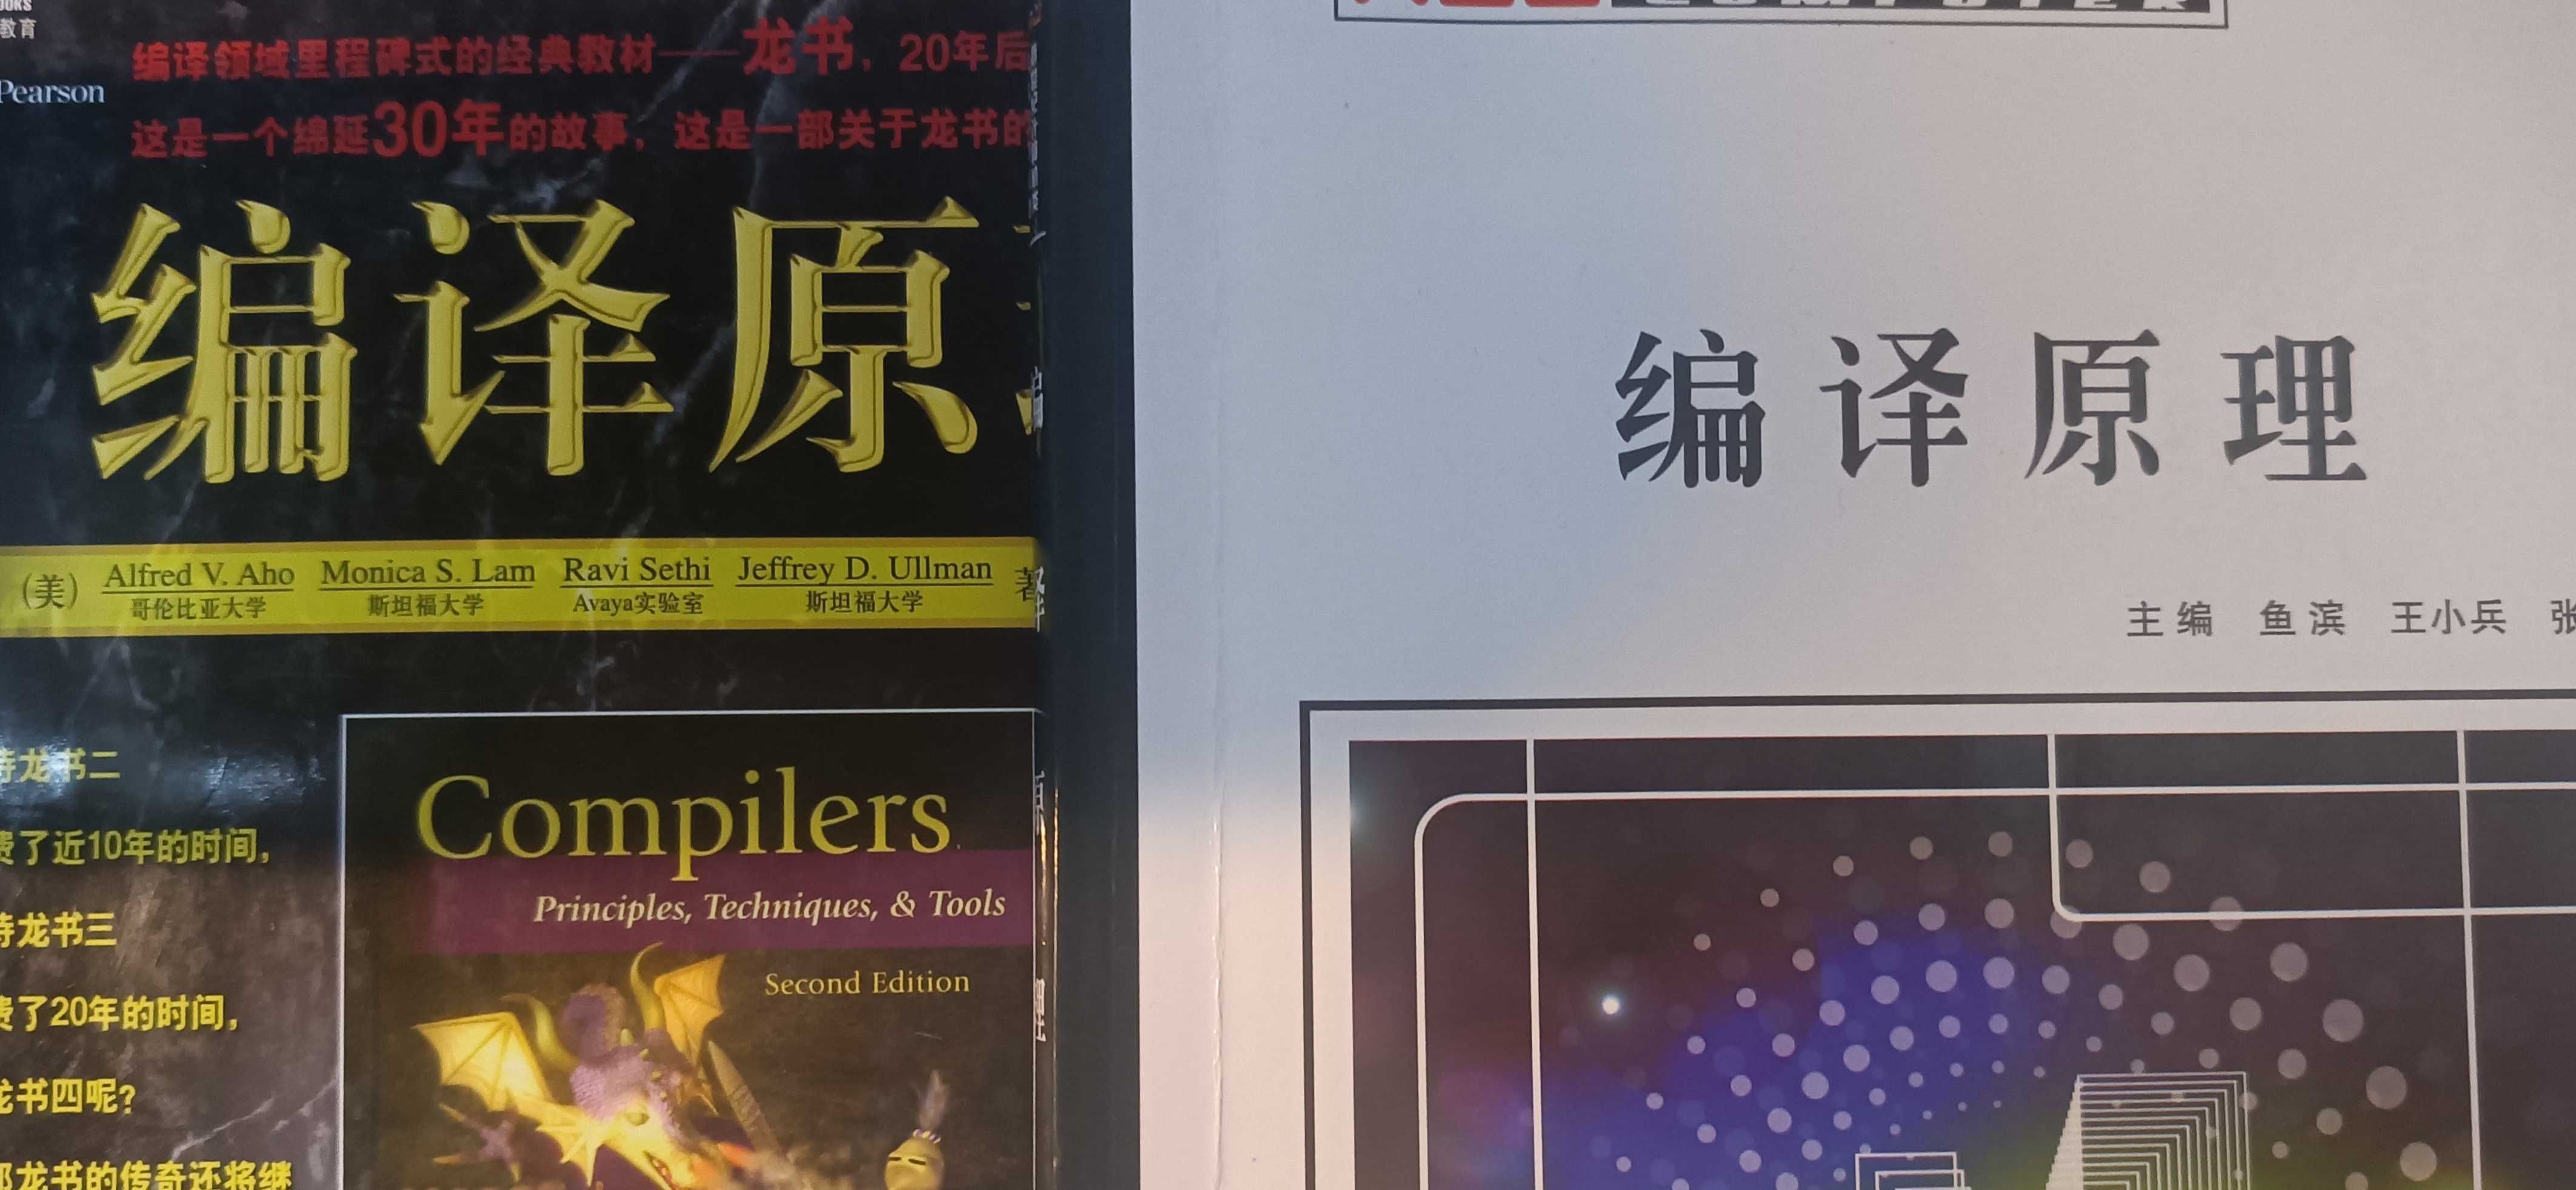 教育
Pearson
编译领域里程碑式的经典教材——龙书，20年后
这是一个绵延30年的故事，这是一部关于龙书的
编译原
（美） Alfred V. Aho Monica S. Lam Ravi Sethi Jeffrey D. Ullman 著
哥伦比亚大学 斯坦福大学 Avaya实验室 斯坦福大学
待龙书二
费了近10年的时间，
待龙书三
费了20年的时间，
龙书四呢？
部龙书的传奇还将继
Compilers
Principles, Techniques, & Tools
Second Edition
编译原理
主编 鱼滨 王小兵 张